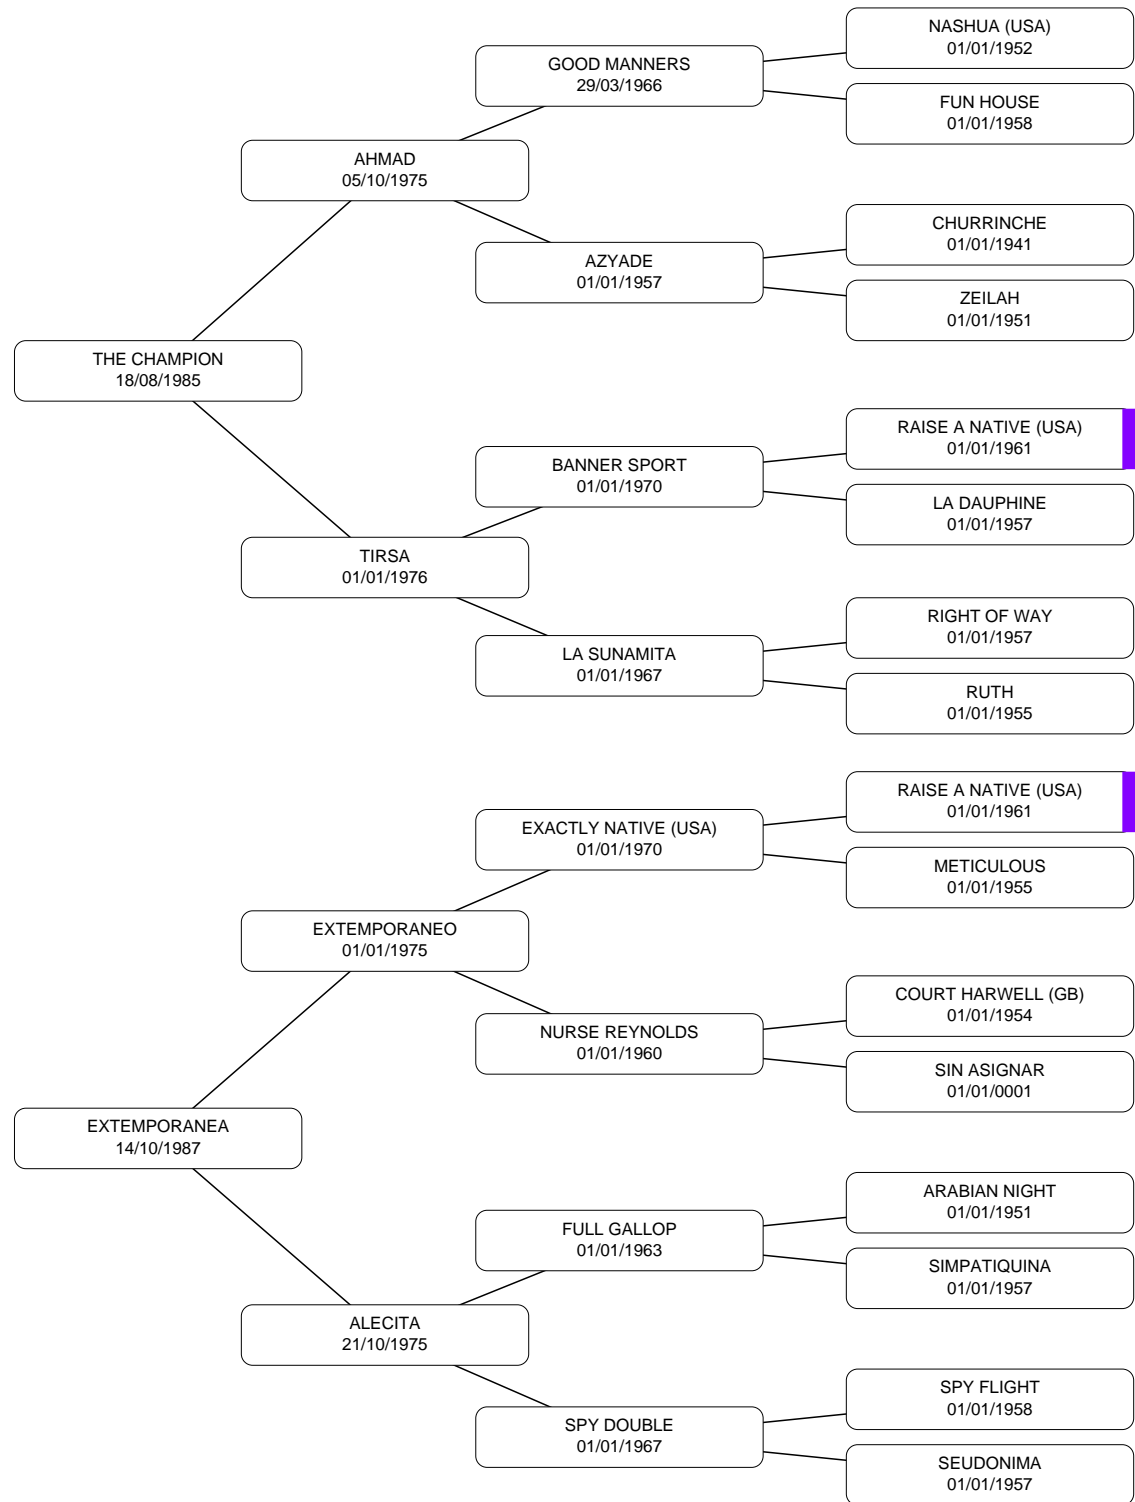 NASHUA (USA)
01/01/1952
GOOD MANNERS
29/03/1966
FUN HOUSE
01/01/1958
AHMAD
05/10/1975
CHURRINCHE
01/01/1941
AZYADE
01/01/1957
ZEILAH
01/01/1951
THE CHAMPION
18/08/1985
RAISE A NATIVE (USA)
01/01/1961
BANNER SPORT
01/01/1970
LA DAUPHINE
01/01/1957
TIRSA
01/01/1976
RIGHT OF WAY
01/01/1957
LA SUNAMITA
01/01/1967
RUTH
01/01/1955
RAISE A NATIVE (USA)
01/01/1961
EXACTLY NATIVE (USA)
01/01/1970
METICULOUS
01/01/1955
EXTEMPORANEO
01/01/1975
COURT HARWELL (GB)
01/01/1954
NURSE REYNOLDS
01/01/1960
SIN ASIGNAR
01/01/0001
EXTEMPORANEA
14/10/1987
ARABIAN NIGHT
01/01/1951
FULL GALLOP
01/01/1963
SIMPATIQUINA
01/01/1957
ALECITA
21/10/1975
SPY FLIGHT
01/01/1958
SPY DOUBLE
01/01/1967
SEUDONIMA
01/01/1957